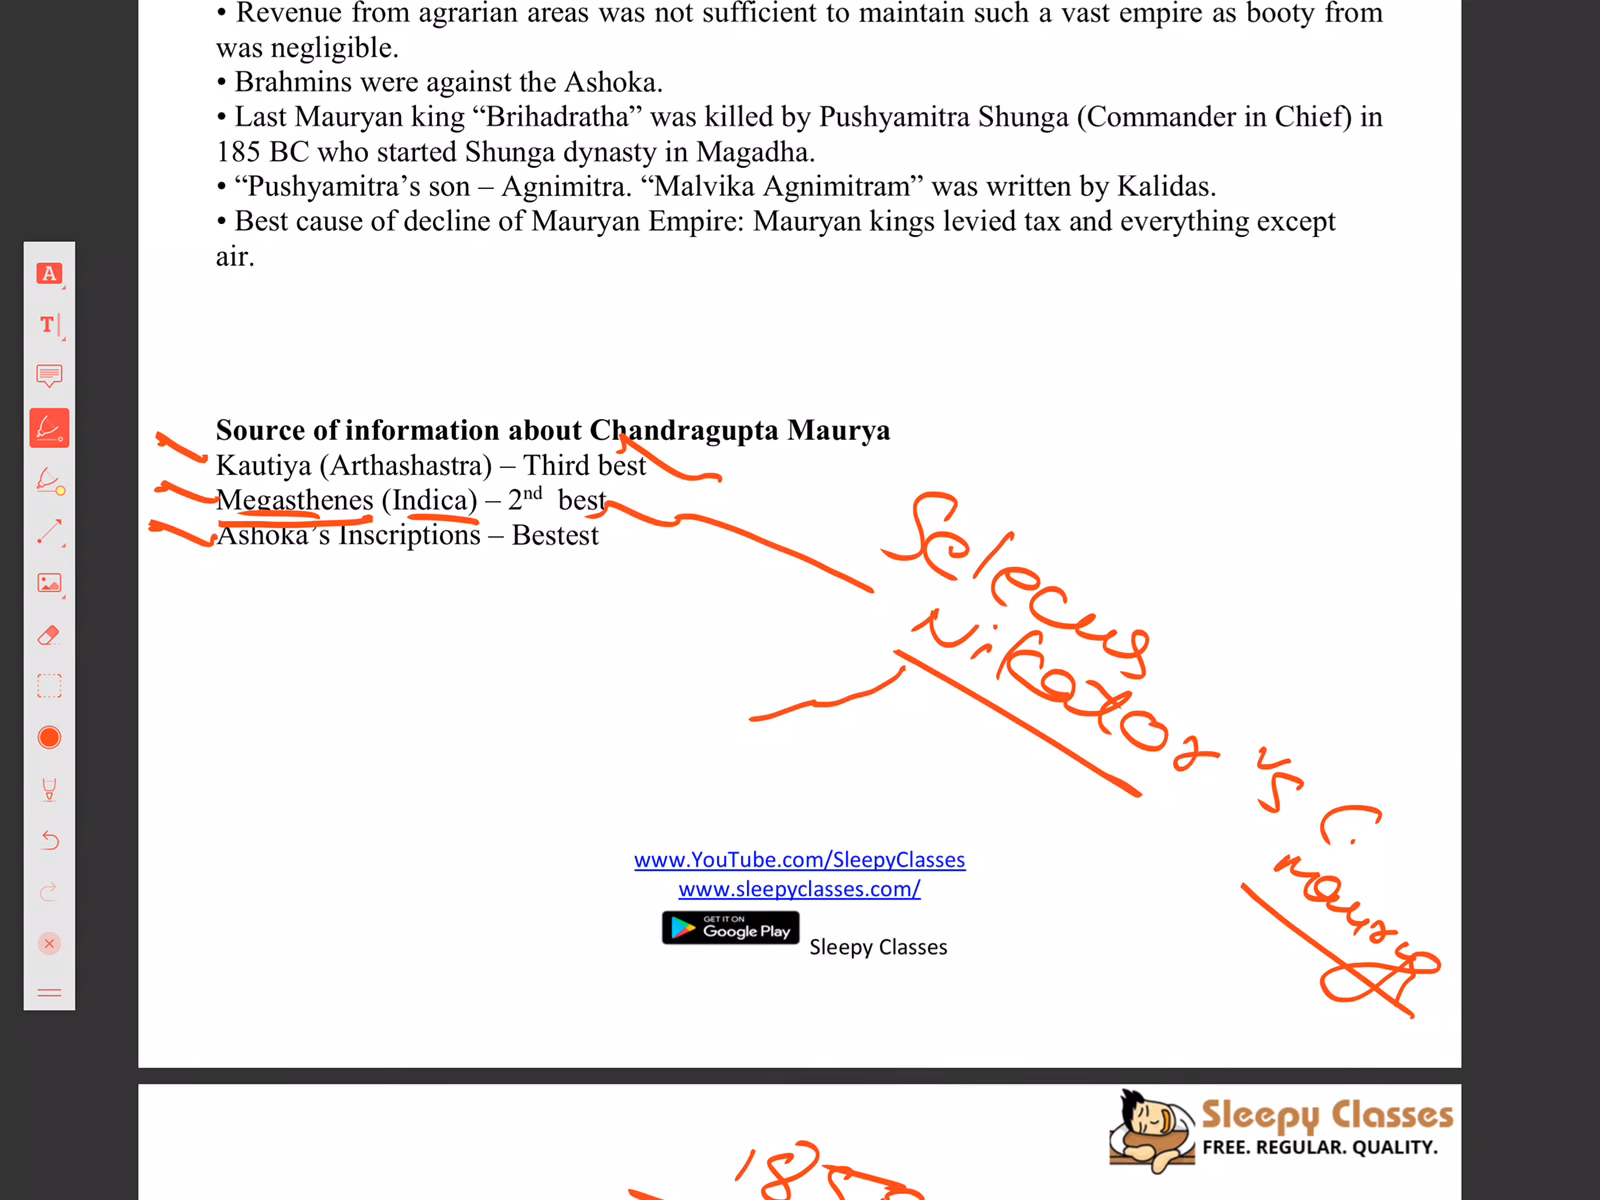 • Revenue from agrarian areas was not sufficient to maintain such a vast empire as booty from
was negligible.
• Brahmins were against the Ashoka.
• Last Mauryan king “Brihadratha” was killed by Pushyamitra Shunga (Commander in Chief) in
185 BC who started Shunga dynasty in Magadha.
• “Pushyamitra’s son – Agnimitra. “Malvika Agnimitram” was written by Kalidas.
• Best cause of decline of Mauryan Empire: Mauryan kings levied tax and everything except
air.
Source of information about Chandragupta Maurya
Kautiya (Arthashastra) – Third best
Megasthenes (Indica) – 2nd best
Ashoka’s Inscriptions – Bestest
Selecus
Nikator vs C.
maurya
www.YouTube.com/SleepyClasses
www.sleepyclasses.com/
GET IT ON
Google Play
Sleepy Classes
Sleepy Classes
FREE. REGULAR. QUALITY.